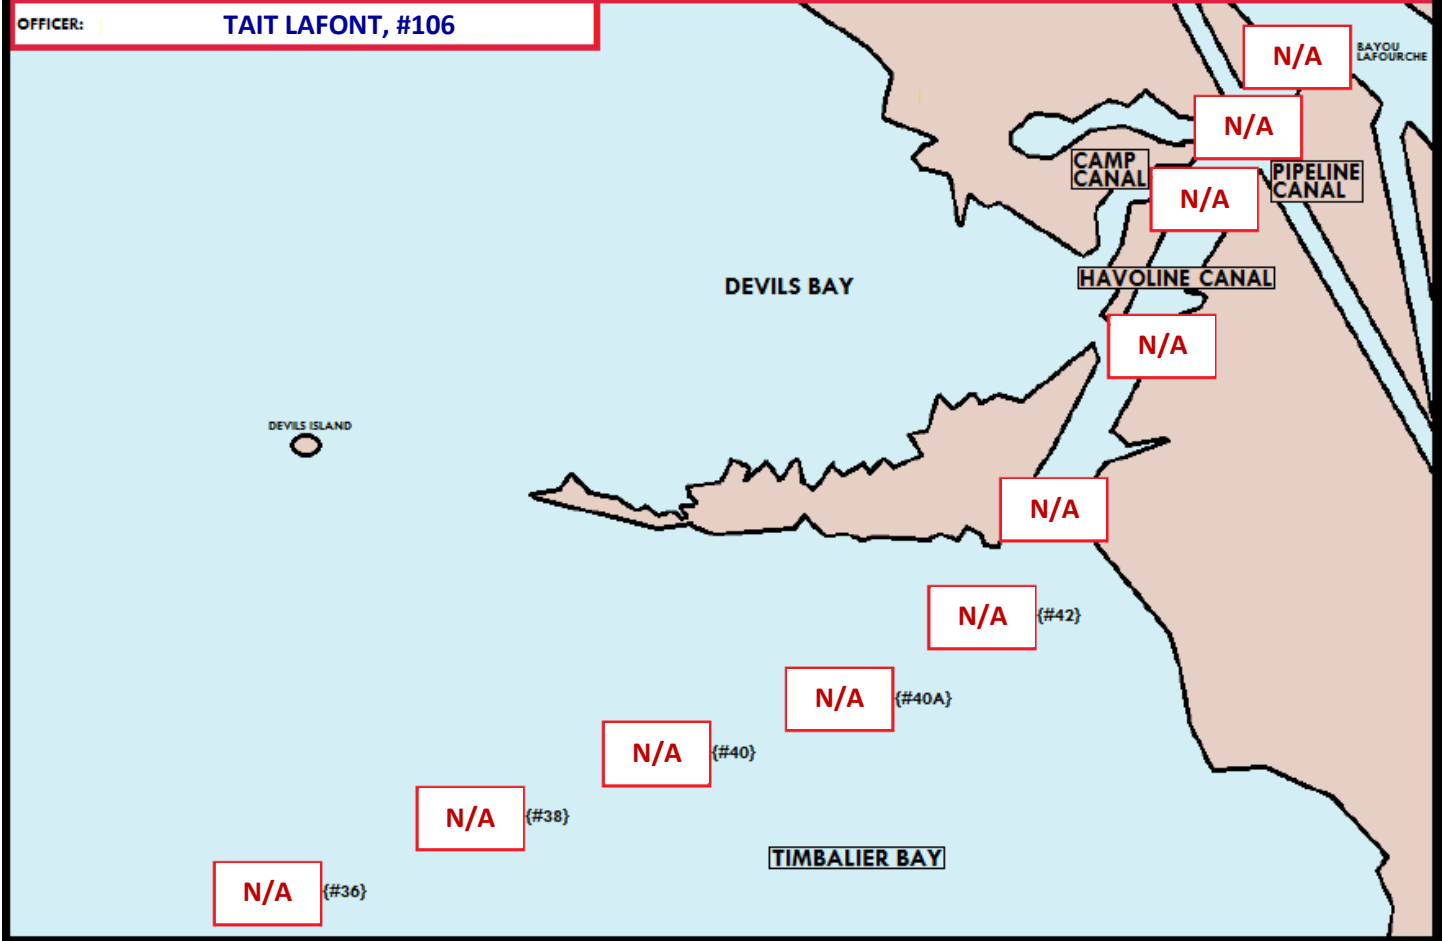 OFFICER: TAIT LAFONT, #106
N/A
BAYOU
LAFOURCHE
N/A
CAMP
CANAL
PIPELINE
CANAL
N/A
HAVOLINE CANAL
DEVILS BAY
N/A
DEVILS ISLAND
N/A
N/A {#42}
N/A {#40A}
N/A {#40}
N/A {#38}
TIMBALIER BAY
N/A {#36}